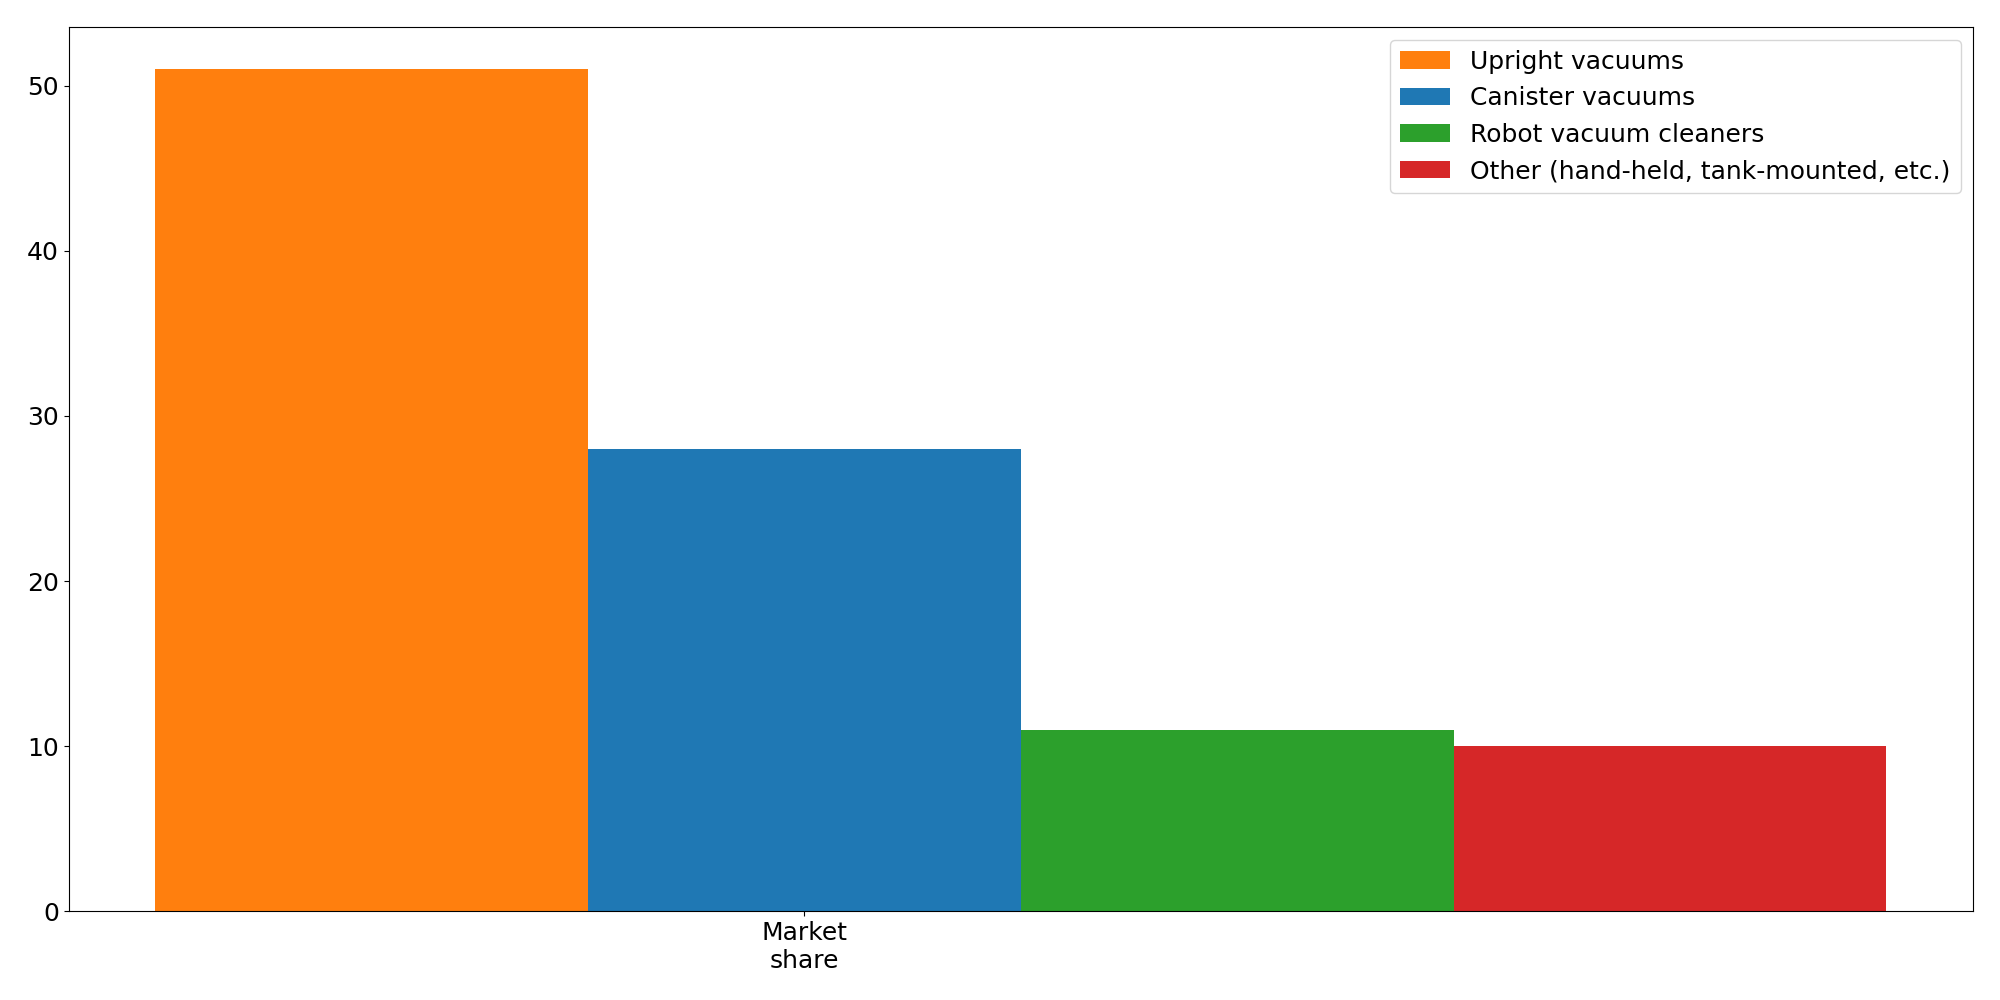 50
40
30
20
10
0
Market
share
Upright vacuums
Canister vacuums
Robot vacuum cleaners
Other (hand-held, tank-mounted, etc.)